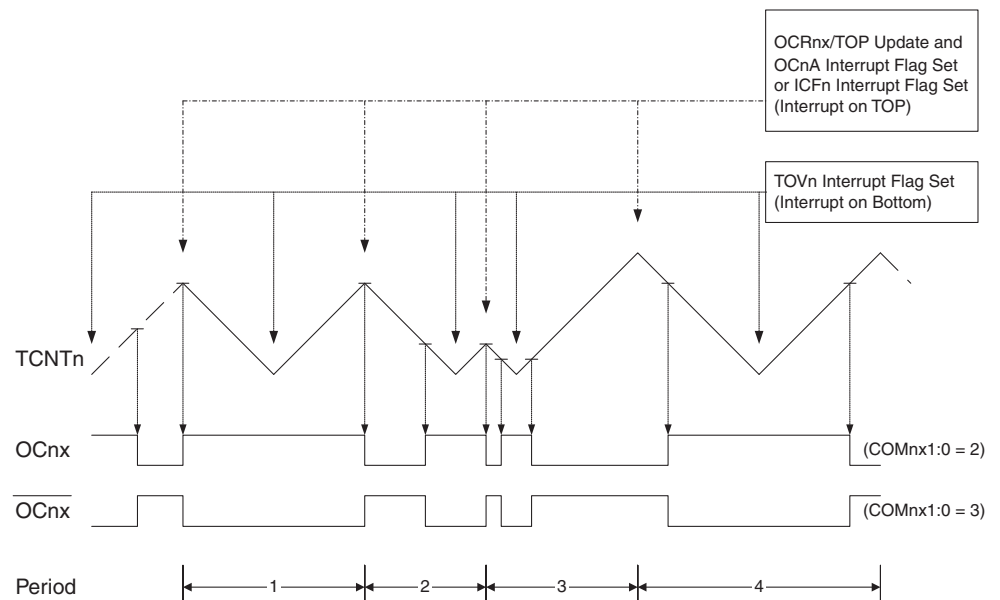 OCRnx/TOP Update and
OCnA Interrupt Flag Set
or ICFn Interrupt Flag Set
(Interrupt on TOP)
TOVn Interrupt Flag Set
(Interrupt on Bottom)
TCNTn
OCnx
(COMnx1:0 = 2)
OCnx
(COMnx1:0 = 3)
Period
1
2
3
4